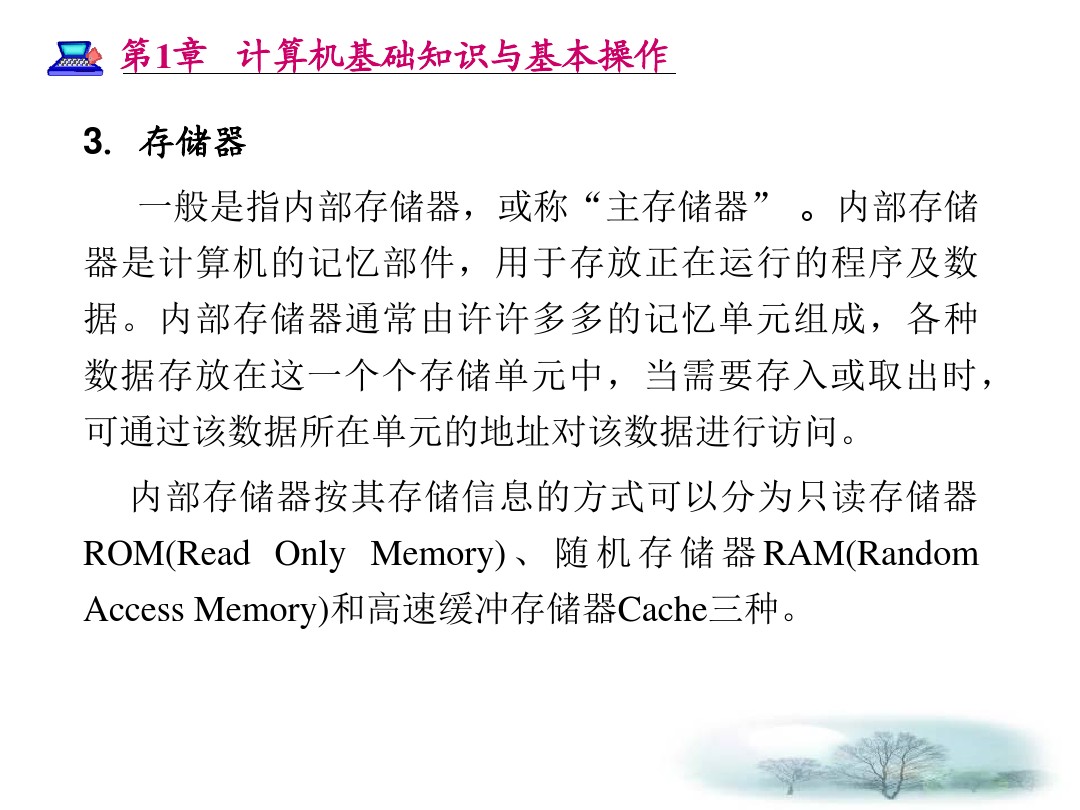 第1章 计算机基础知识与基本操作
3. 存储器
一般是指内部存储器，或称“主存储器” 。内部存储
器是计算机的记忆部件，用于存放正在运行的程序及数
据。内部存储器通常由许许多多的记忆单元组成，各种
数据存放在这一个个存储单元中，当需要存入或取出时，
可通过该数据所在单元的地址对该数据进行访问。
内部存储器按其存储信息的方式可以分为只读存储器
ROM(Read Only Memory)、随机存储器RAM(Random
Access Memory)和高速缓冲存储器Cache三种。